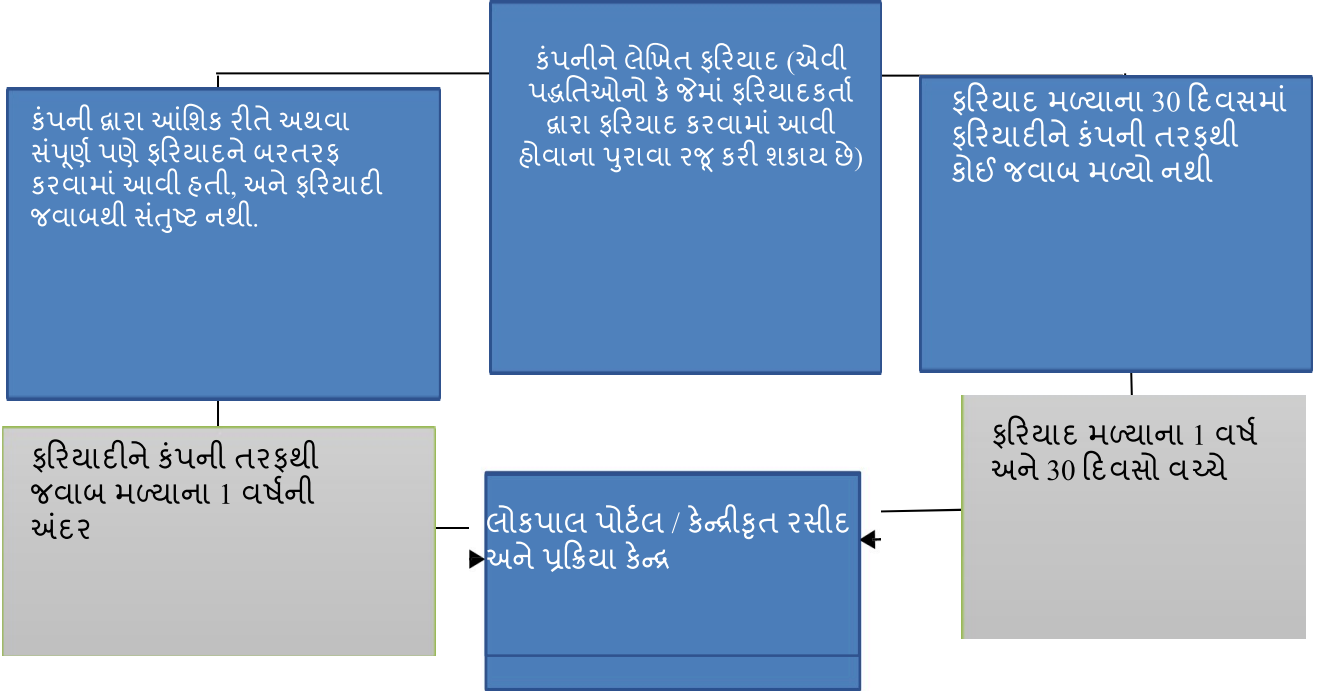 કંપનીને લેખિત ફરિયાદ (એવી
પદ્ધતિઓનો કે જેમાં ફરિયાદકર્તા
દ્વારા ફરિયાદ કરવામાં આવી
હોવાના પુરાવા રજૂ કરી શકાય છે)
કંપની દ્વારા આંશિક રીતે અથવા
સંપૂર્ણ પણે ફરિયાદને બરતરફ
કરવામાં આવી હતી, અને ફરિયાદી
જવાબથી સંતુષ્ટ નથી.
ફરિયાદ મળ્યાના 30 દિવસમાં
ફરિયાદીને કંપની તરફથી
કોઈ જવાબ મળ્યો નથી
ફરિયાદીને કંપની તરફથી
જવાબ મળ્યાના 1 વર્ષની
અંદર
ફરિયાદ મળ્યાના 1 વર્ષ
અને 30 દિવસો વચ્ચે
લોકપાલ પોર્ટલ / કેન્દ્રીકૃત રસીદ
અને પ્રક્રિયા કેન્દ્ર